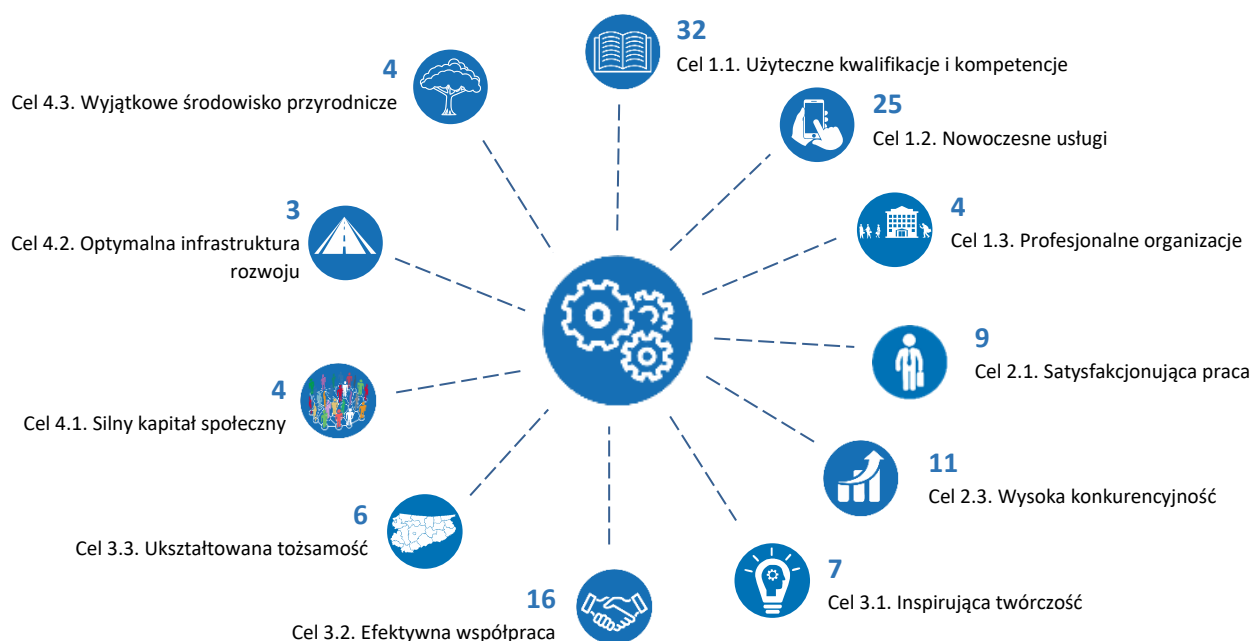 32
Cel 1.1. Użyteczne kwalifikacje i kompetencje
25
Cel 1.2. Nowoczesne usługi
4
Cel 1.3. Profesjonalne organizacje
9
Cel 2.1. Satysfakcjonująca praca
11
Cel 2.3. Wysoka konkurencyjność
7
Cel 3.1. Inspirująca twórczość
16
Cel 3.2. Efektywna współpraca
6
Cel 3.3. Ukształtowana tożsamość
4
Cel 4.1. Silny kapitał społeczny
3
Cel 4.2. Optymalna infrastruktura
rozwoju
4
Cel 4.3. Wyjątkowe środowisko przyrodnicze